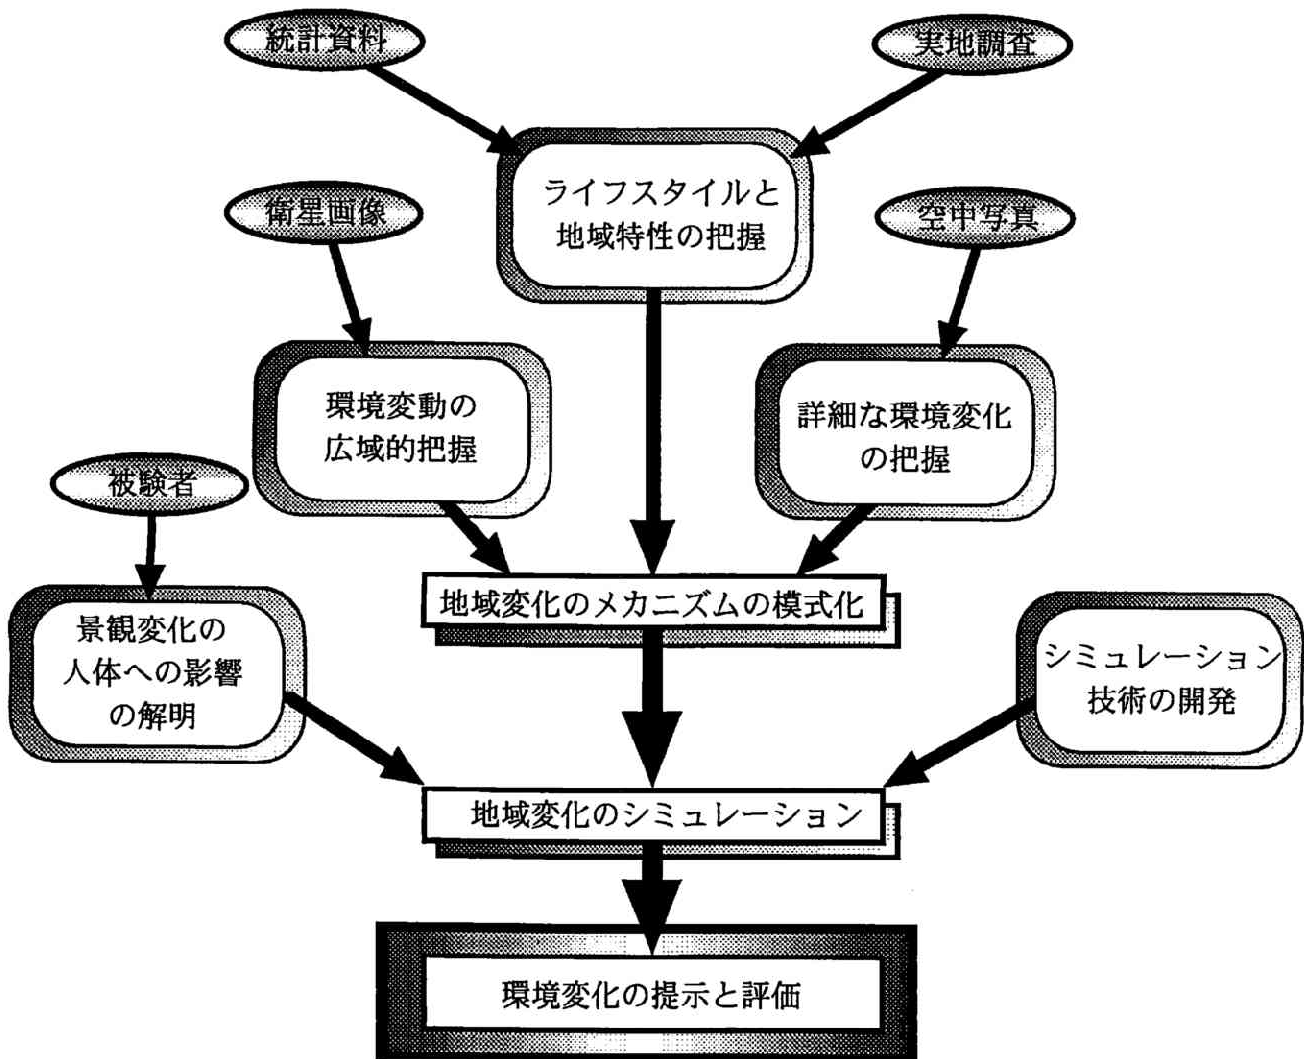 統計資料
実地調査
ライフスタイルと
地域特性の把握
衛星画像
空中写真
環境変動の
広域的把握
詳細な環境変化
の把握
被験者
地域変化のメカニズムの模式化
景観変化の
人体への影響
の解明
シミュレーション
技術の開発
地域変化のシミュレーション
環境変化の提示と評価